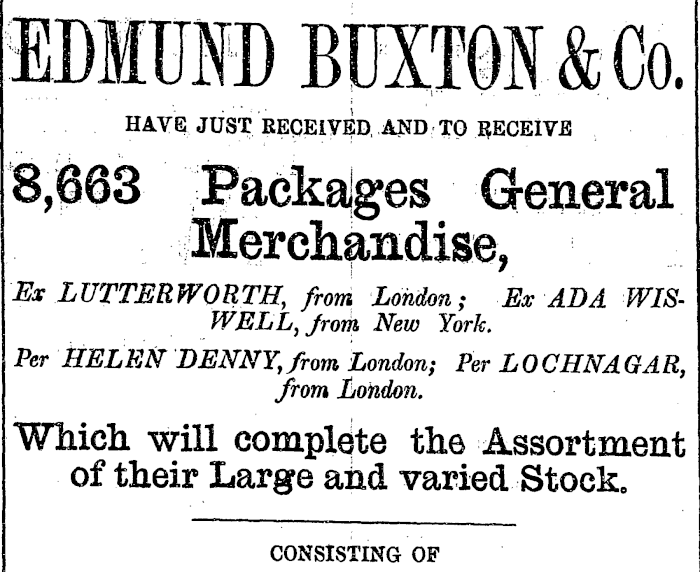 EDMUND BUXTON & Co.
HAVE JUST RECEIVED AND TO RECEIVE
8,663 Packages General
Merchandise,
Ex LUTTERWORTH, from London; Ex ADA WIS-
WELL, from New York.
Per HELEN DENNY, from London; Per LOCHNAGAR,
from London.
Which will complete the Assortment
of their Large and varied Stock.
CONSISTING OF